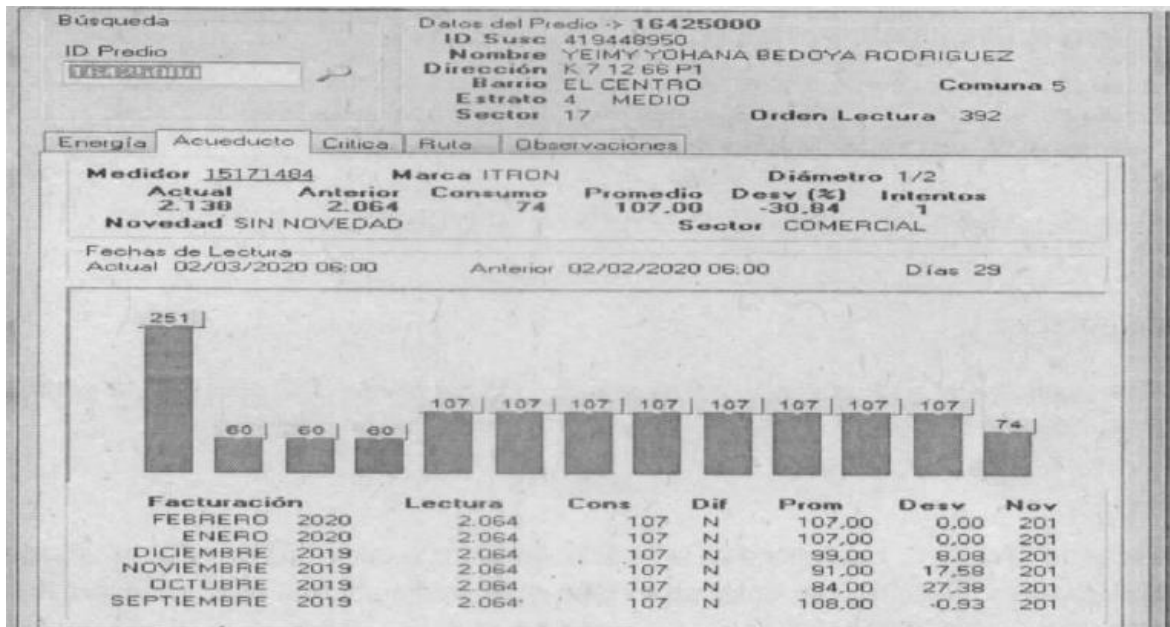 Búsqueda
ID Predio
16425000
Datos del Predio -> 16425000
ID Susc 419448950
Nombre YEIMY YOHANA BEDOYA RODRIGUEZ
Dirección K 7 12 66 P1
Barrio EL CENTRO Comuna 5
Estrato 4 MEDIO
Sector 17 Orden Lectura 392
Energía Acueducto Critica Ruta Observaciones
Medidor 15171484 Marca ITRON Diámetro 1/2
Actual Anterior Consumo Promedio Desv (%) Intentos
2.138 2.064 74 107,00 -30,84 1
Novedad SIN NOVEDAD Sector COMERCIAL
Fechas de Lectura
Actual 02/03/2020 06:00 Anterior 02/02/2020 06:00 Días 29
251 60 60 60 107 107 107 107 107 107 107 107 74
Facturación Lectura Cons Dif Prom Desv Nov
FEBRERO 2020 2.064 107 N 107,00 0,00 201
ENERO 2020 2.064 107 N 107,00 0,00 201
DICIEMBRE 2019 2.064 107 N 99,00 8,08 201
NOVIEMBRE 2019 2.064 107 N 91,00 17,58 201
OCTUBRE 2019 2.064 107 N 84,00 27,38 201
SEPTIEMBRE 2019 2.064 107 N 108,00 -0,93 201